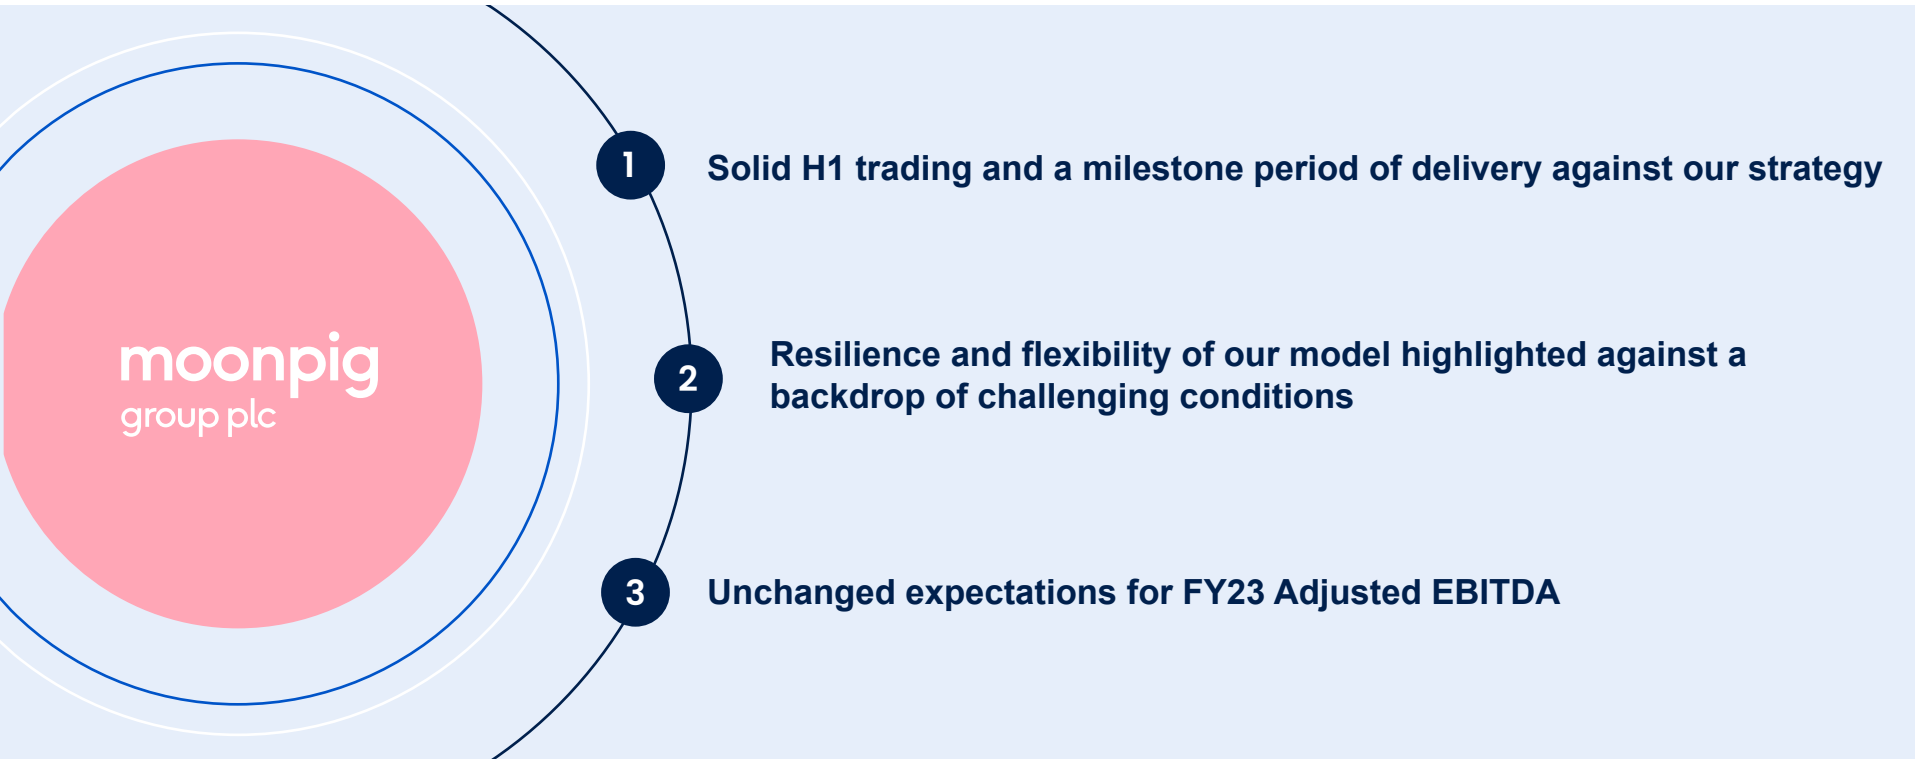 moonpig
group plc
1
Solid H1 trading and a milestone period of delivery against our strategy
2
Resilience and flexibility of our model highlighted against a
backdrop of challenging conditions
3
Unchanged expectations for FY23 Adjusted EBITDA